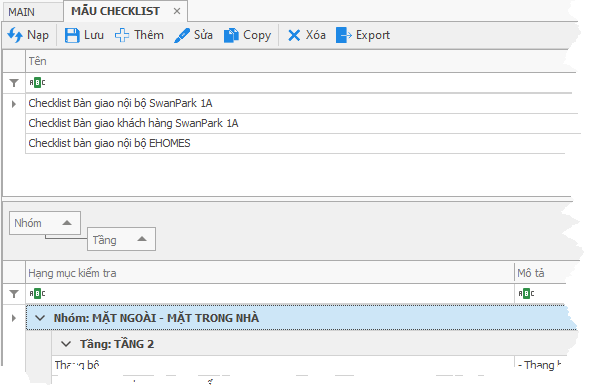 MAIN MẪU CHECKLIST
Nạp Lưu Thêm Sửa Copy Xóa Export
Tên
ABC
Checklist Bàn giao nội bộ SwanPark 1A
Checklist Bàn giao khách hàng SwanPark 1A
Checklist bàn giao nội bộ EHOMES
Nhóm
Tầng
Hạng mục kiểm tra Mô tả
ABC ABC
Nhóm: MẶT NGOÀI - MẶT TRONG NHÀ
Tầng: TẦNG 2
Thang bộ - Thang b